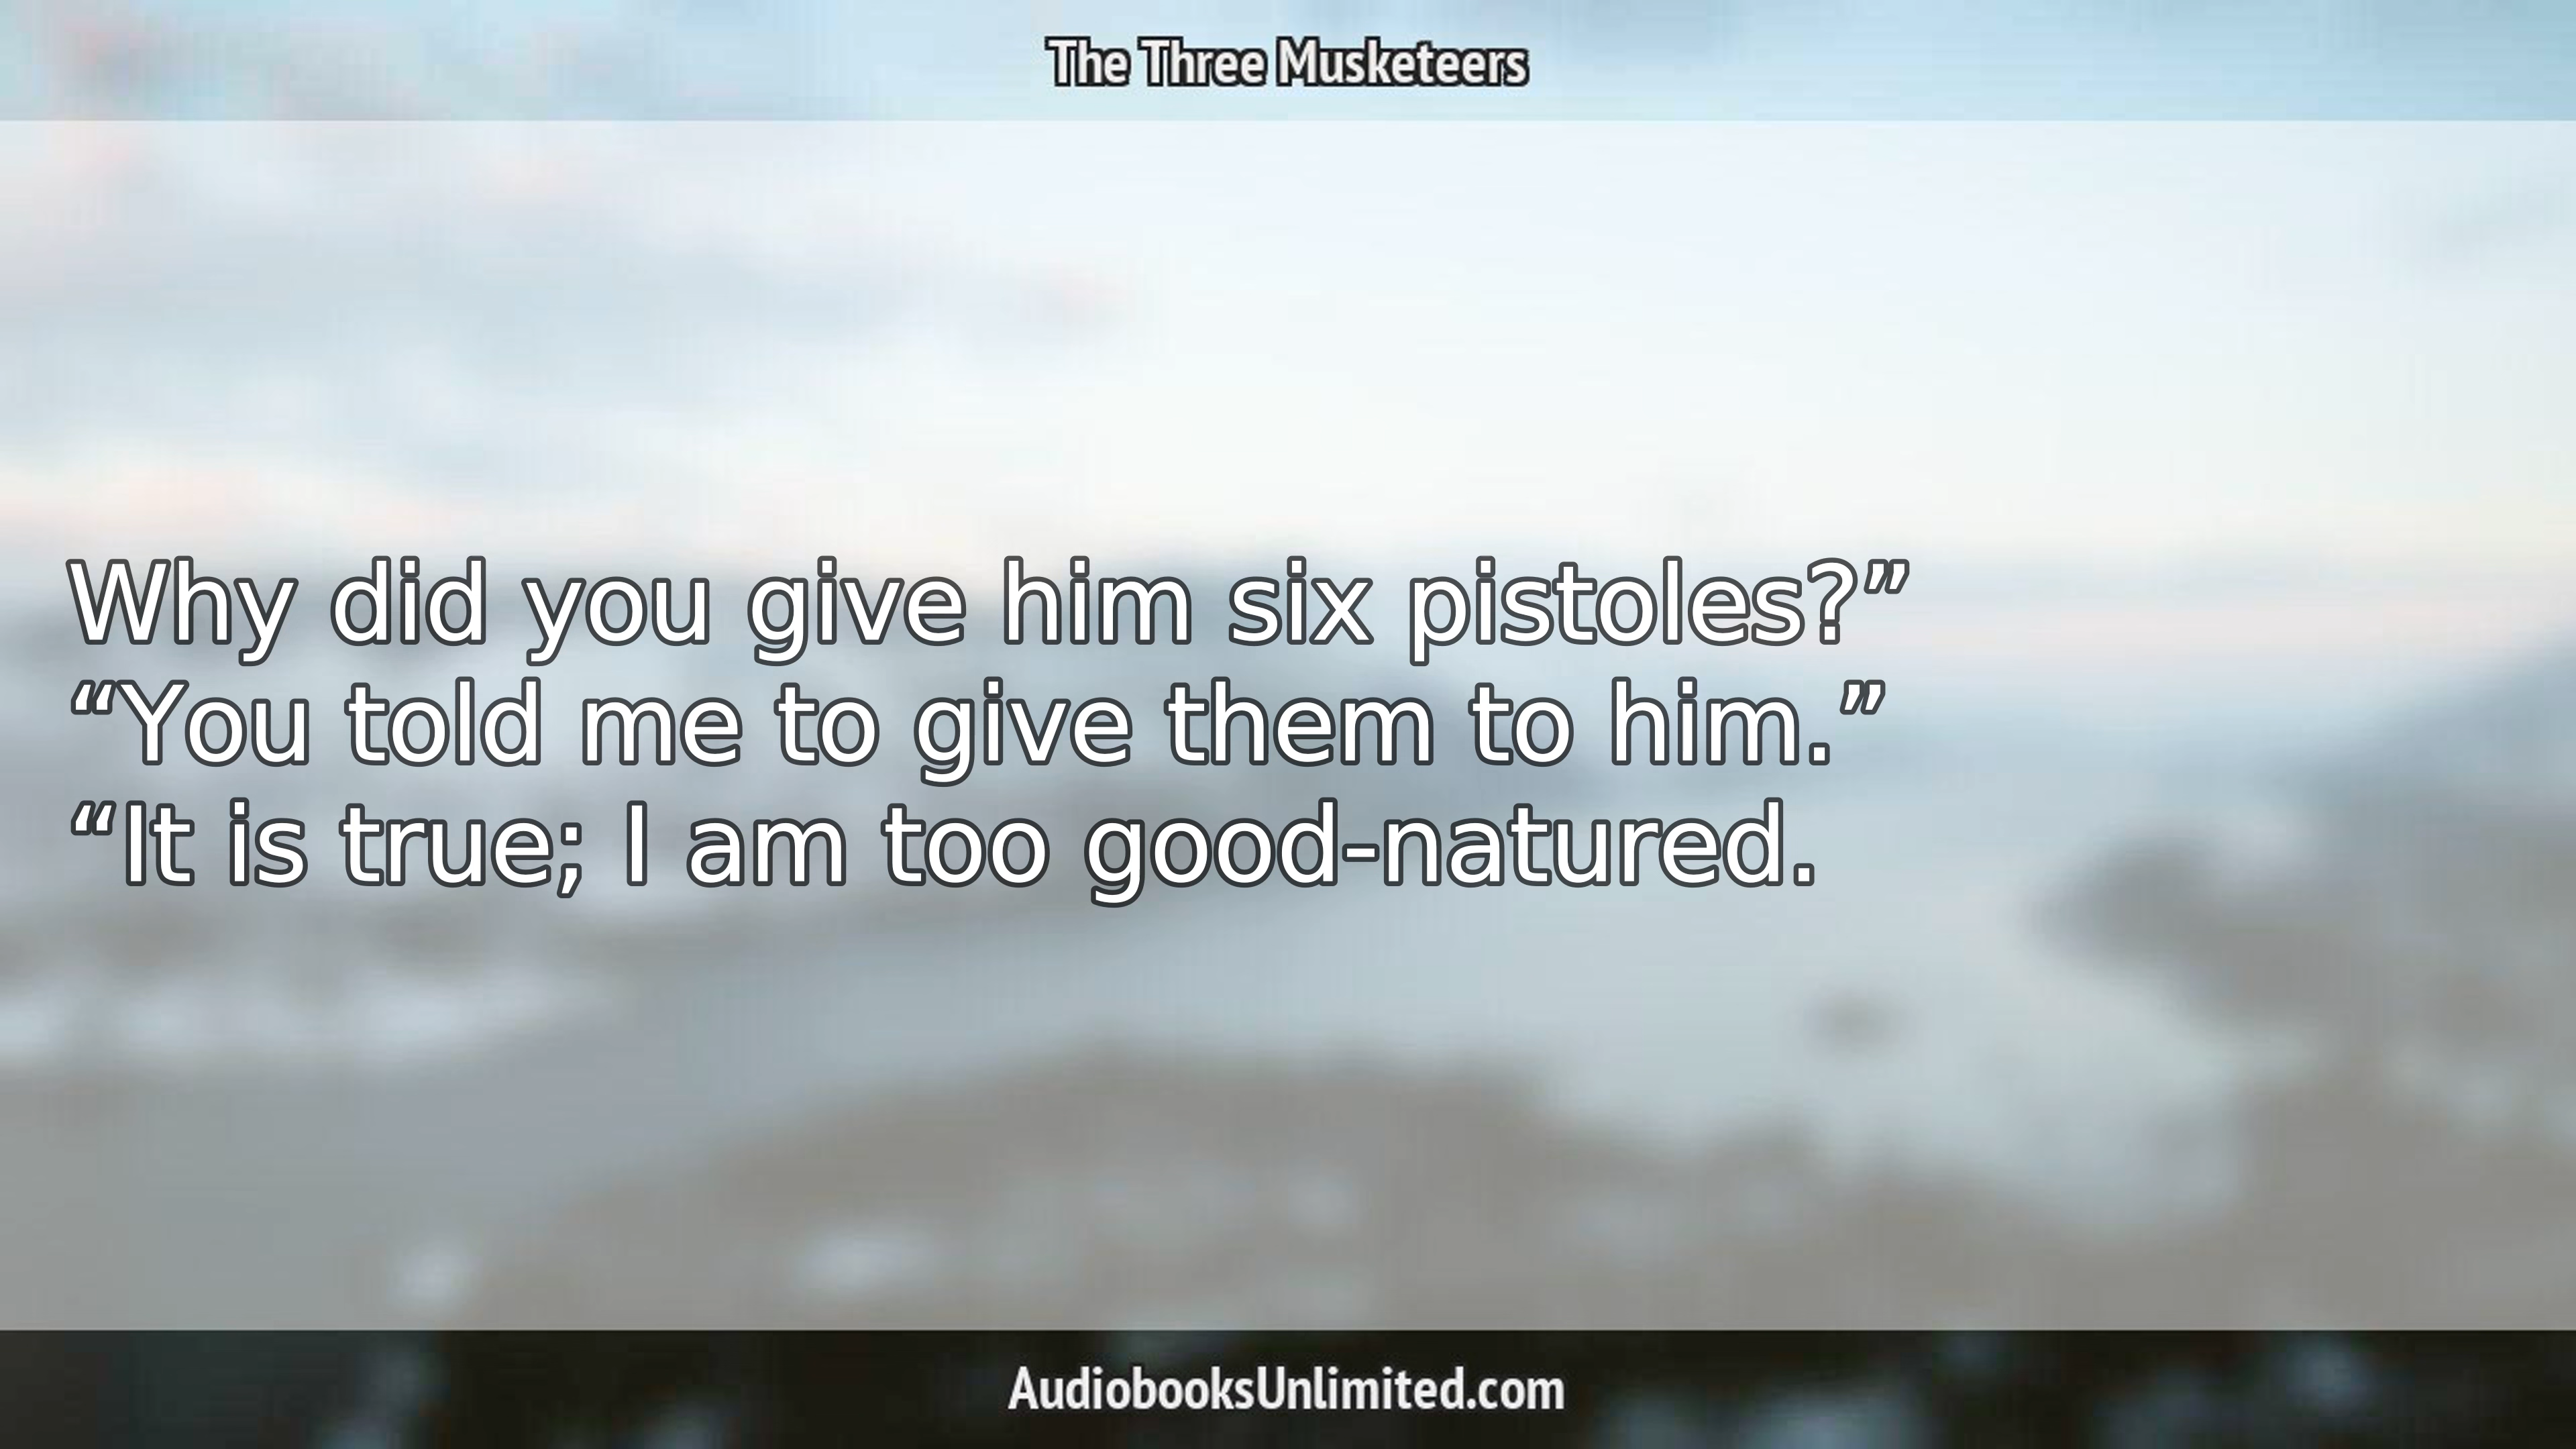 The Three Musketeers
Why did you give him six pistoles?”
“You told me to give them to him.”
“It is true; I am too good-natured.
AudiobooksUnlimited.com